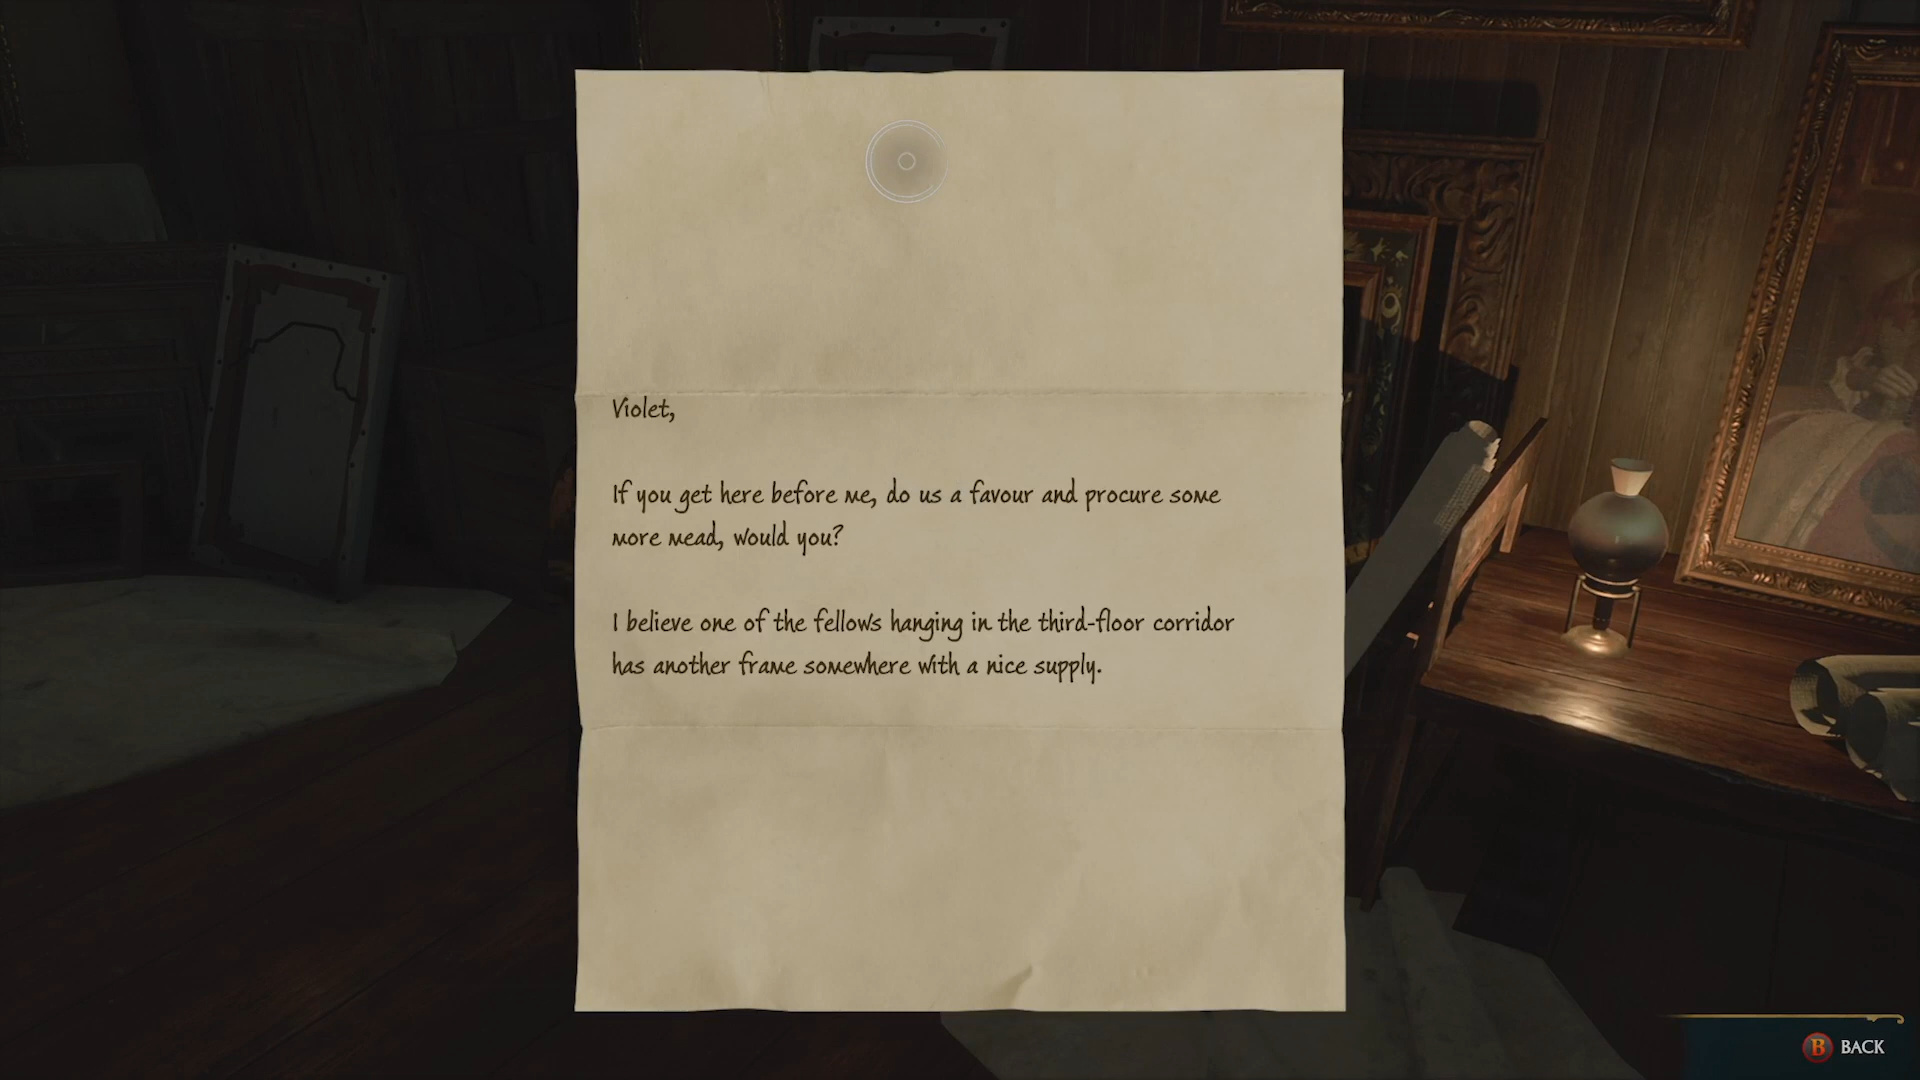 Violet,
If you get here before me, do us a favour and procure some
more mead, would you?
I believe one of the fellows hanging in the third-floor corridor
has another frame somewhere with a nice supply.
B BACK